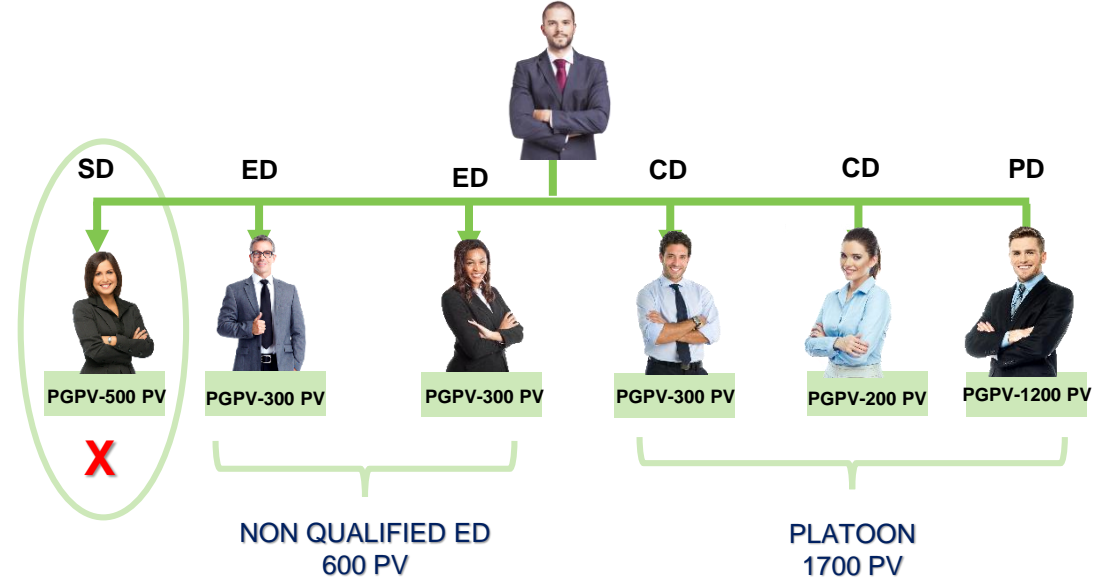 SD
ED
ED
CD
CD
PD
PGPV-500 PV
PGPV-300 PV
PGPV-300 PV
PGPV-300 PV
PGPV-200 PV
PGPV-1200 PV
X
NON QUALIFIED ED
600 PV
PLATOON
1700 PV